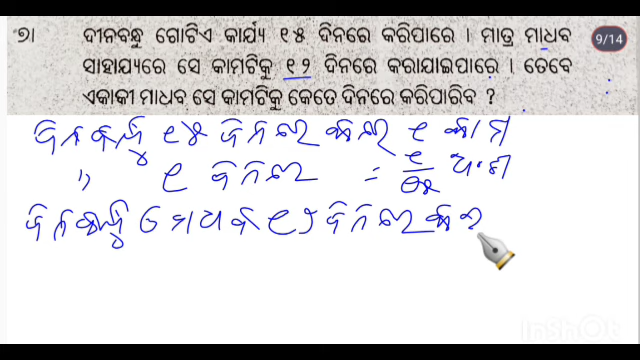 ୭। ଦୀନବନ୍ଧୁ ଗୋଟିଏ କାର୍ଯ୍ୟ ୧୫ ଦିନରେ କରିପାରେ । ମାତ୍ର ମାଧବ
9/14
ସାହାଯ୍ୟରେ ସେ କାମଟିକୁ ୧୨ ଦିନରେ କରାଯାଇପାରେ । ତେବେ
ଏକାକୀ ମାଧବ ସେ କାମଟିକୁ କେତେ ଦିନରେ କରିପାରିବ ?
ଦିନବନ୍ଧୁ ୧୫ ଦିନରେ କରେ ୧ କାମ
" ୧ ଦିନରେ = ୧/୧୫ ଅଂଶ
ଦିନବନ୍ଧୁ ଓ ମାଧବ ୧୨ ଦିନରେ କର
InShOt